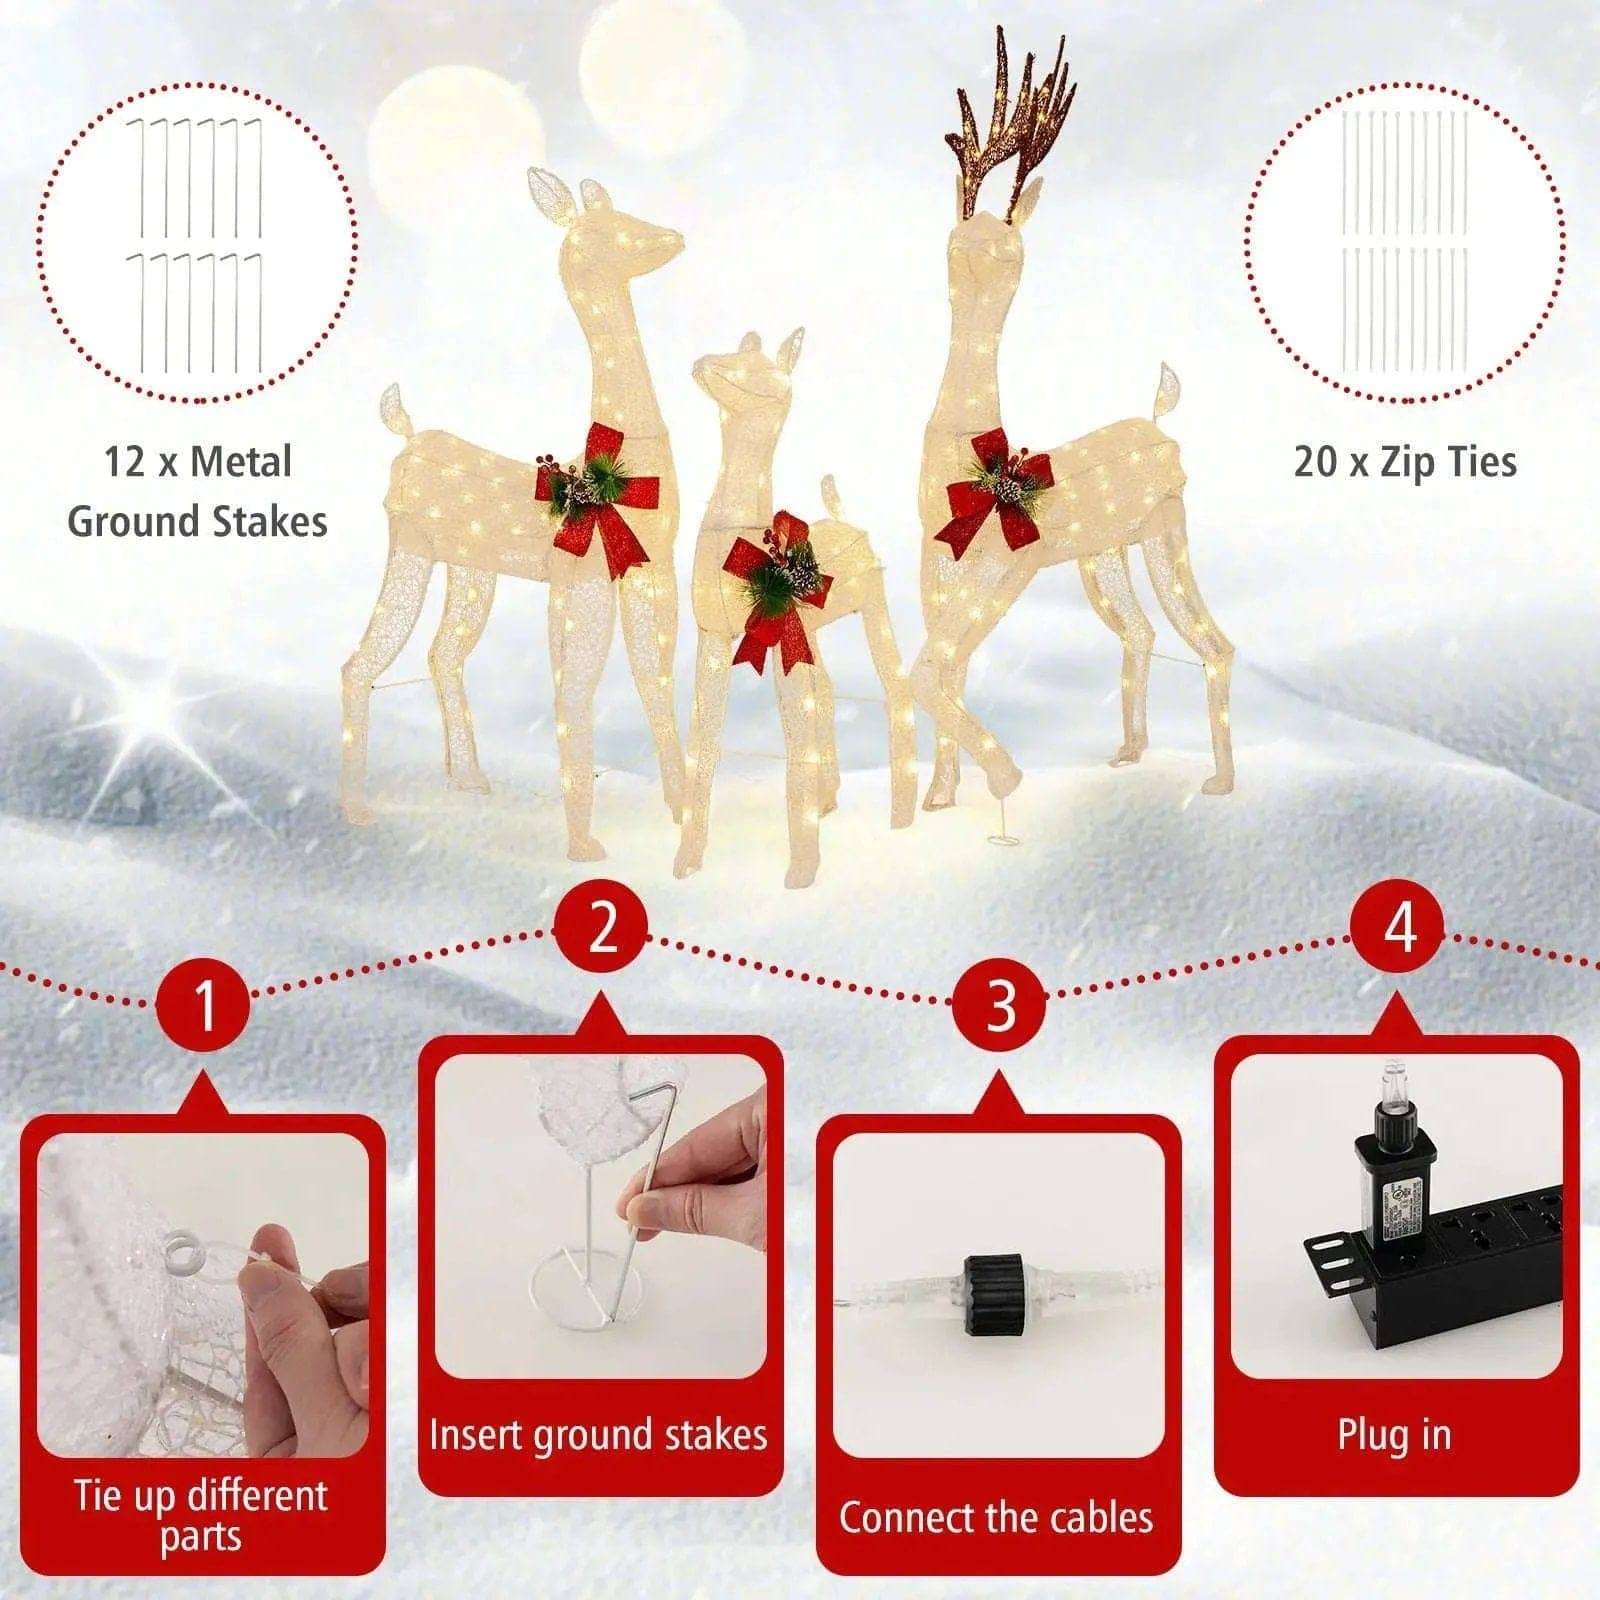 12 x Metal
Ground Stakes
20 x Zip Ties
1
2
3
4
Tie up different
parts
Insert ground stakes
Connect the cables
Plug in